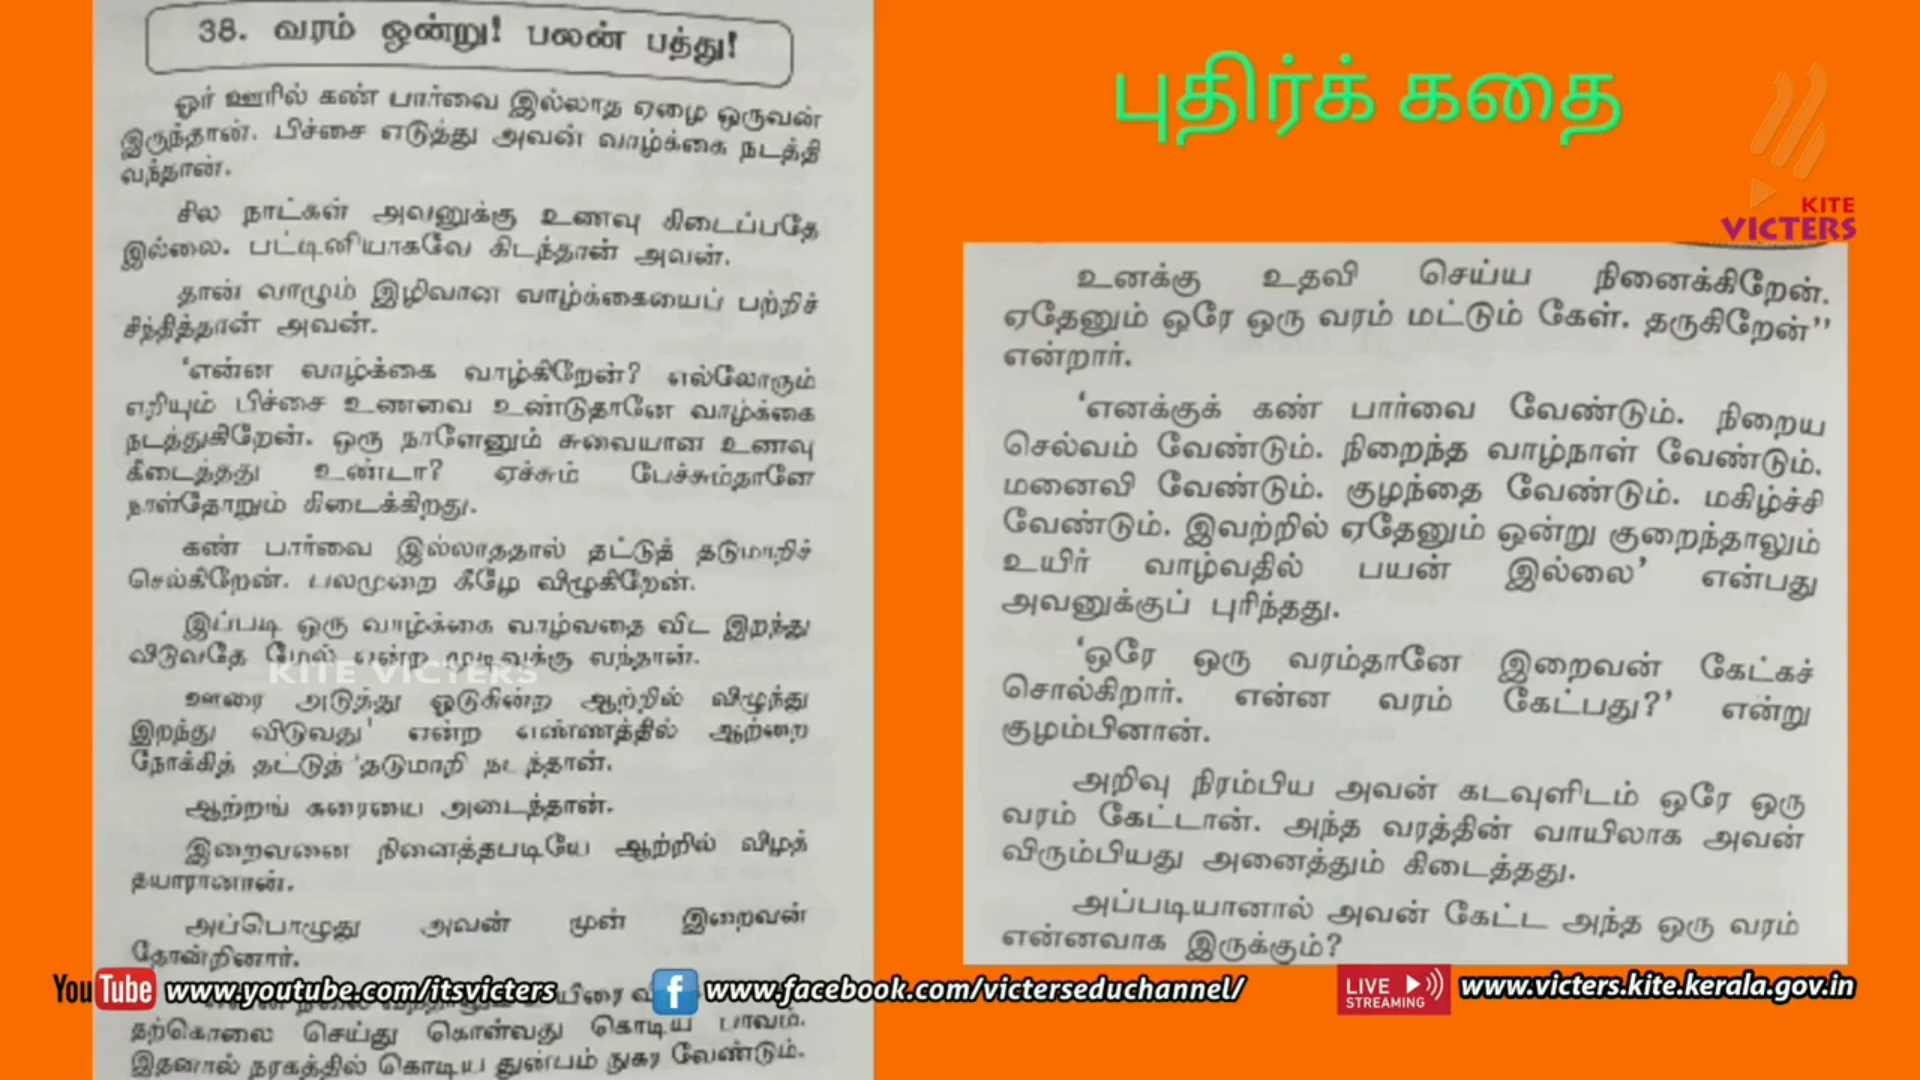 38. வரம் ஒன்று! பலன் பத்து!
ஓர் ஊரில் கண் பார்வை இல்லாத ஏழை ஒருவன்
இருந்தான். பிச்சை எடுத்து அவன் வாழ்க்கை நடத்தி
வந்தான்.
சில நாட்கள் அவனுக்கு உணவு கிடைப்பதே
இல்லை. பட்டினியாகவே கிடந்தான் அவன்.
தான் வாழும் இழிவான வாழ்க்கையைப் பற்றிச்
சிந்தித்தான் அவன்.
'என்ன வாழ்க்கை வாழ்கிறேன்? எல்லோரும்
எறியும் பிச்சை உணவை உண்டுதானே வாழ்க்கை
நடத்துகிறேன். ஒரு நாளேனும் சுவையான உணவு
கிடைத்தது உண்டா? ஏச்சும் பேச்சும்தானே
நாள்தோறும் கிடைக்கிறது.
கண் பார்வை இல்லாததால் தட்டுத் தடுமாறிச்
செல்கிறேன். பலமுறை கீழே விழுகிறேன்.
இப்படி ஒரு வாழ்க்கை வாழ்வதை விட இறந்து
விடுவதே மேல் என்ற முடிவுக்கு வந்தான்.
KITE VICTERS
ஊரை அடுத்து ஓடுகின்ற ஆற்றில் விழுந்து
இறந்து விடுவது' என்ற எண்ணத்தில் ஆற்றை
நோக்கித் தட்டுத் தடுமாறி நடந்தான்.
ஆற்றங் கரையை அடைந்தான்.
இறைவனை நினைத்தபடியே ஆற்றில் விழத்
தயாரானான்.
அப்பொழுது அவன் முன் இறைவன்
தோன்றினார்.
தற்கொலை செய்து கொள்வது கொடிய பாவம்.
இதனால் நரகத்தில் கொடிய துன்பம் நுகர வேண்டும்.
புதிர்க் கதை
KITE
VICTERS
உனக்கு உதவி செய்ய நினைக்கிறேன்.
ஏதேனும் ஒரே ஒரு வரம் மட்டும் கேள். தருகிறேன்''
என்றார்.
'எனக்குக் கண் பார்வை வேண்டும். நிறைய
செல்வம் வேண்டும். நிறைந்த வாழ்நாள் வேண்டும்.
மனைவி வேண்டும். குழந்தை வேண்டும். மகிழ்ச்சி
வேண்டும். இவற்றில் ஏதேனும் ஒன்று குறைந்தாலும்
உயிர் வாழ்வதில் பயன் இல்லை' என்பது
அவனுக்குப் புரிந்தது.
'ஒரே ஒரு வரம்தானே இறைவன் கேட்கச்
சொல்கிறார். என்ன வரம் கேட்பது?' என்று
குழம்பினான்.
அறிவு நிரம்பிய அவன் கடவுளிடம் ஒரே ஒரு
வரம் கேட்டான். அந்த வரத்தின் வாயிலாக அவன்
விரும்பியது அனைத்தும் கிடைத்தது.
அப்படியானால் அவன் கேட்ட அந்த ஒரு வரம்
என்னவாக இருக்கும்?
YouTube www.youtube.com/itsvicters
f www.facebook.com/victerseduchannel/
LIVE STREAMING www.victers.kite.kerala.gov.in